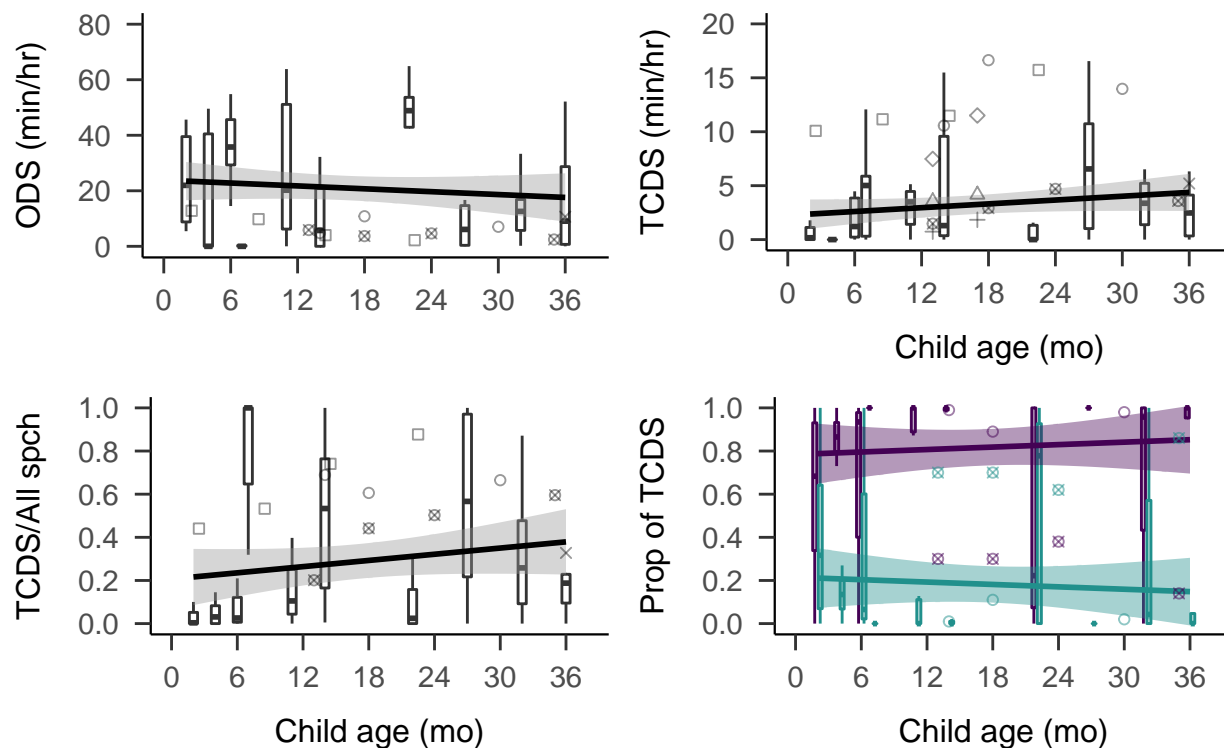 ODS (min/hr)
80
60
40
20
0
0 6 12 18 24 30 36
TCDS (min/hr)
20
15
10
5
0
0 6 12 18 24 30 36
Child age (mo)
TCDS/All spch
1.0
0.8
0.6
0.4
0.2
0.0
0 6 12 18 24 30 36
Child age (mo)
Prop of TCDS
1.0
0.8
0.6
0.4
0.2
0.0
0 6 12 18 24 30 36
Child age (mo)